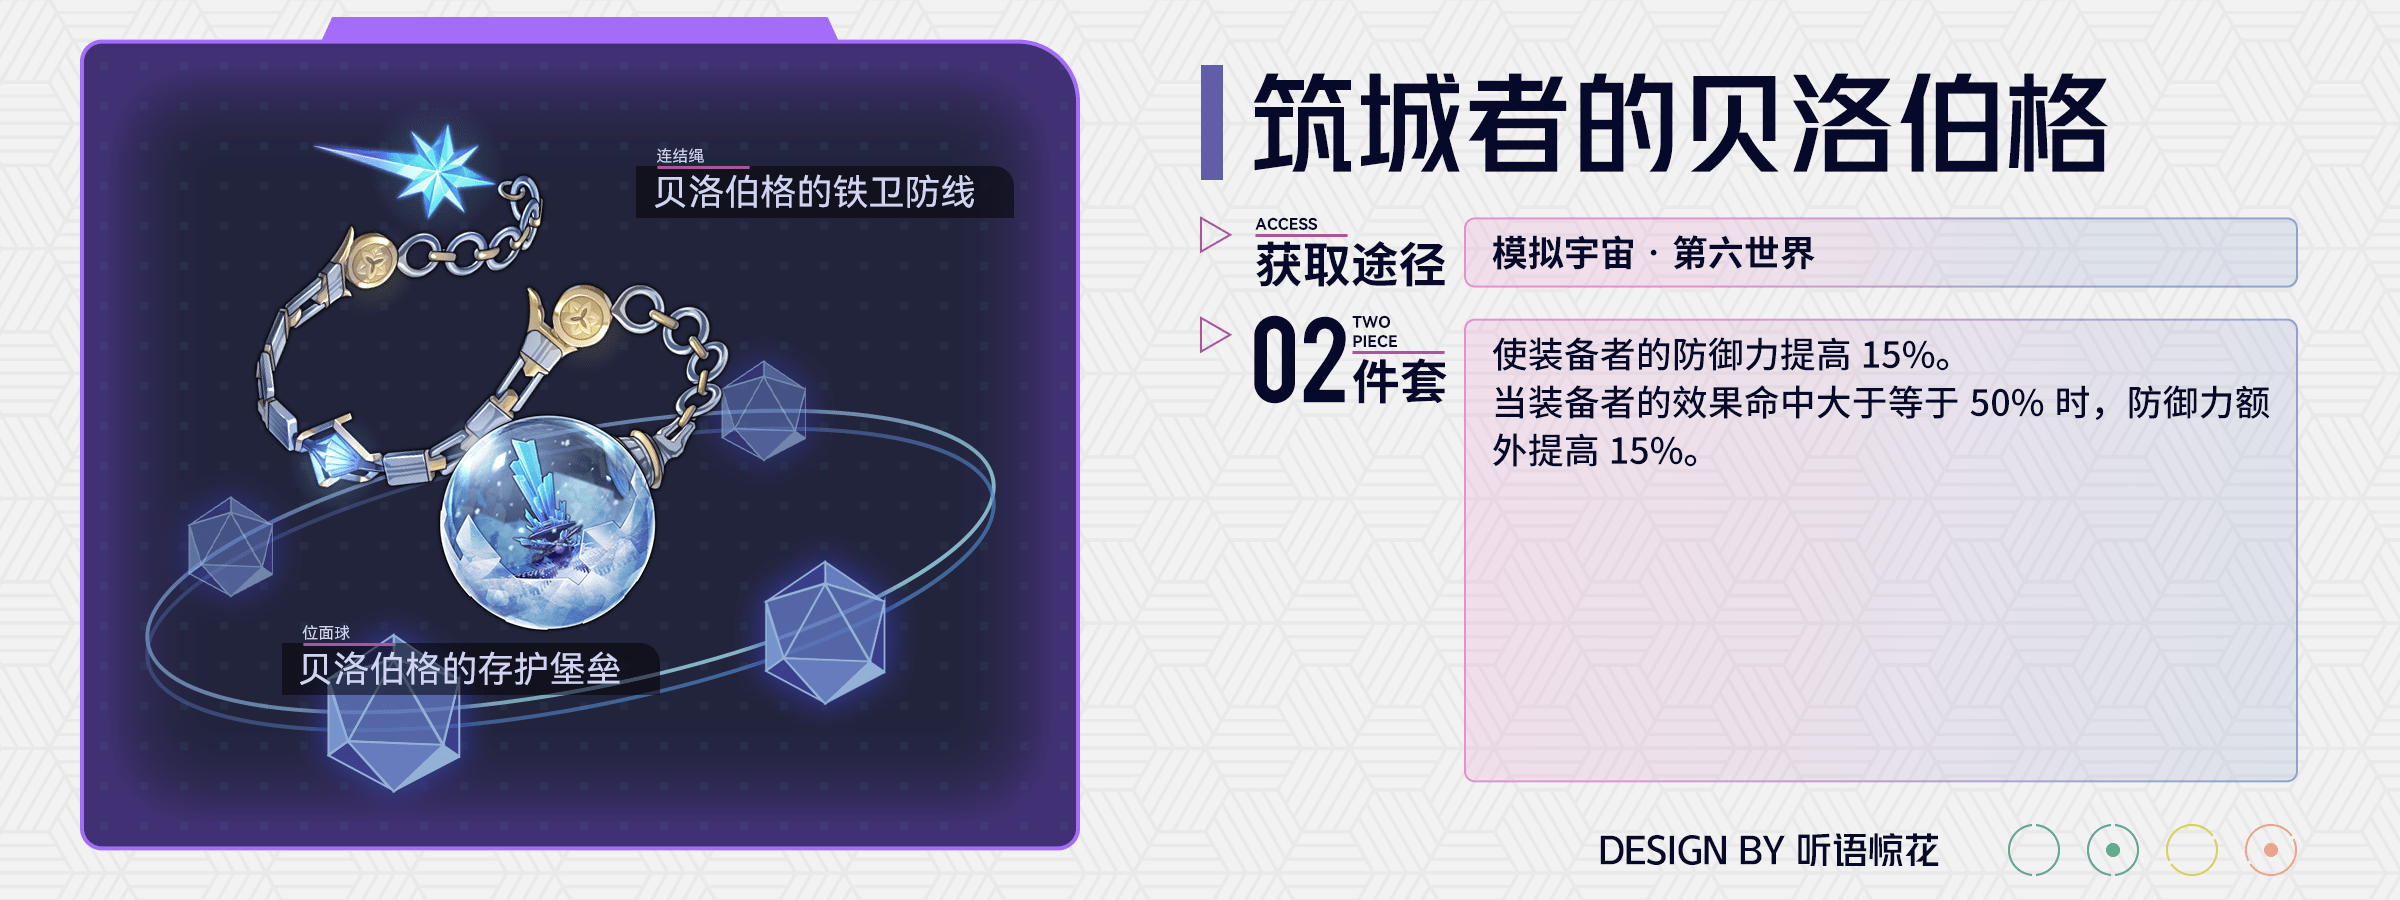 连结绳
贝洛伯格的铁卫防线
位面球
贝洛伯格的存护堡垒
筑城者的贝洛伯格
ACCESS
获取途径
模拟宇宙 · 第六世界
02
TWO
PIECE
件套
使装备者的防御力提高 15%。
当装备者的效果命中大于等于 50% 时，防御力额
外提高 15%。
DESIGN BY 听语惊花